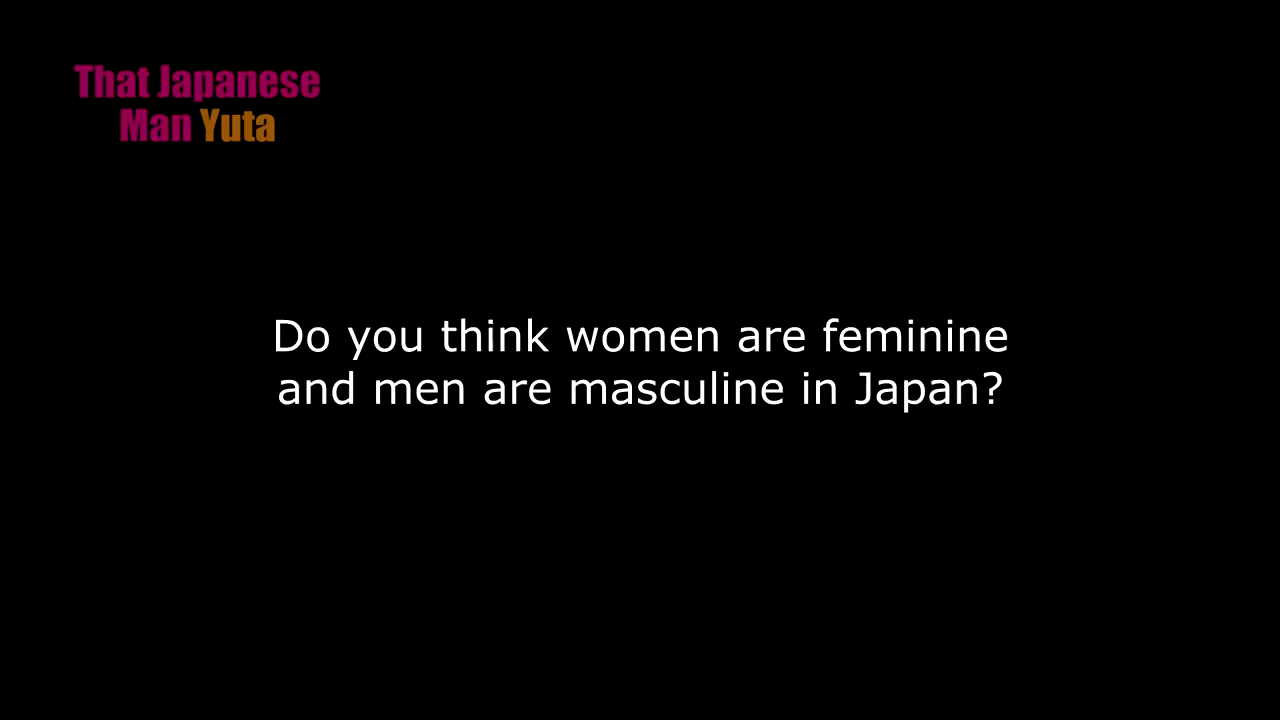 That Japanese
Man Yuta
Do you think women are feminine
and men are masculine in Japan?